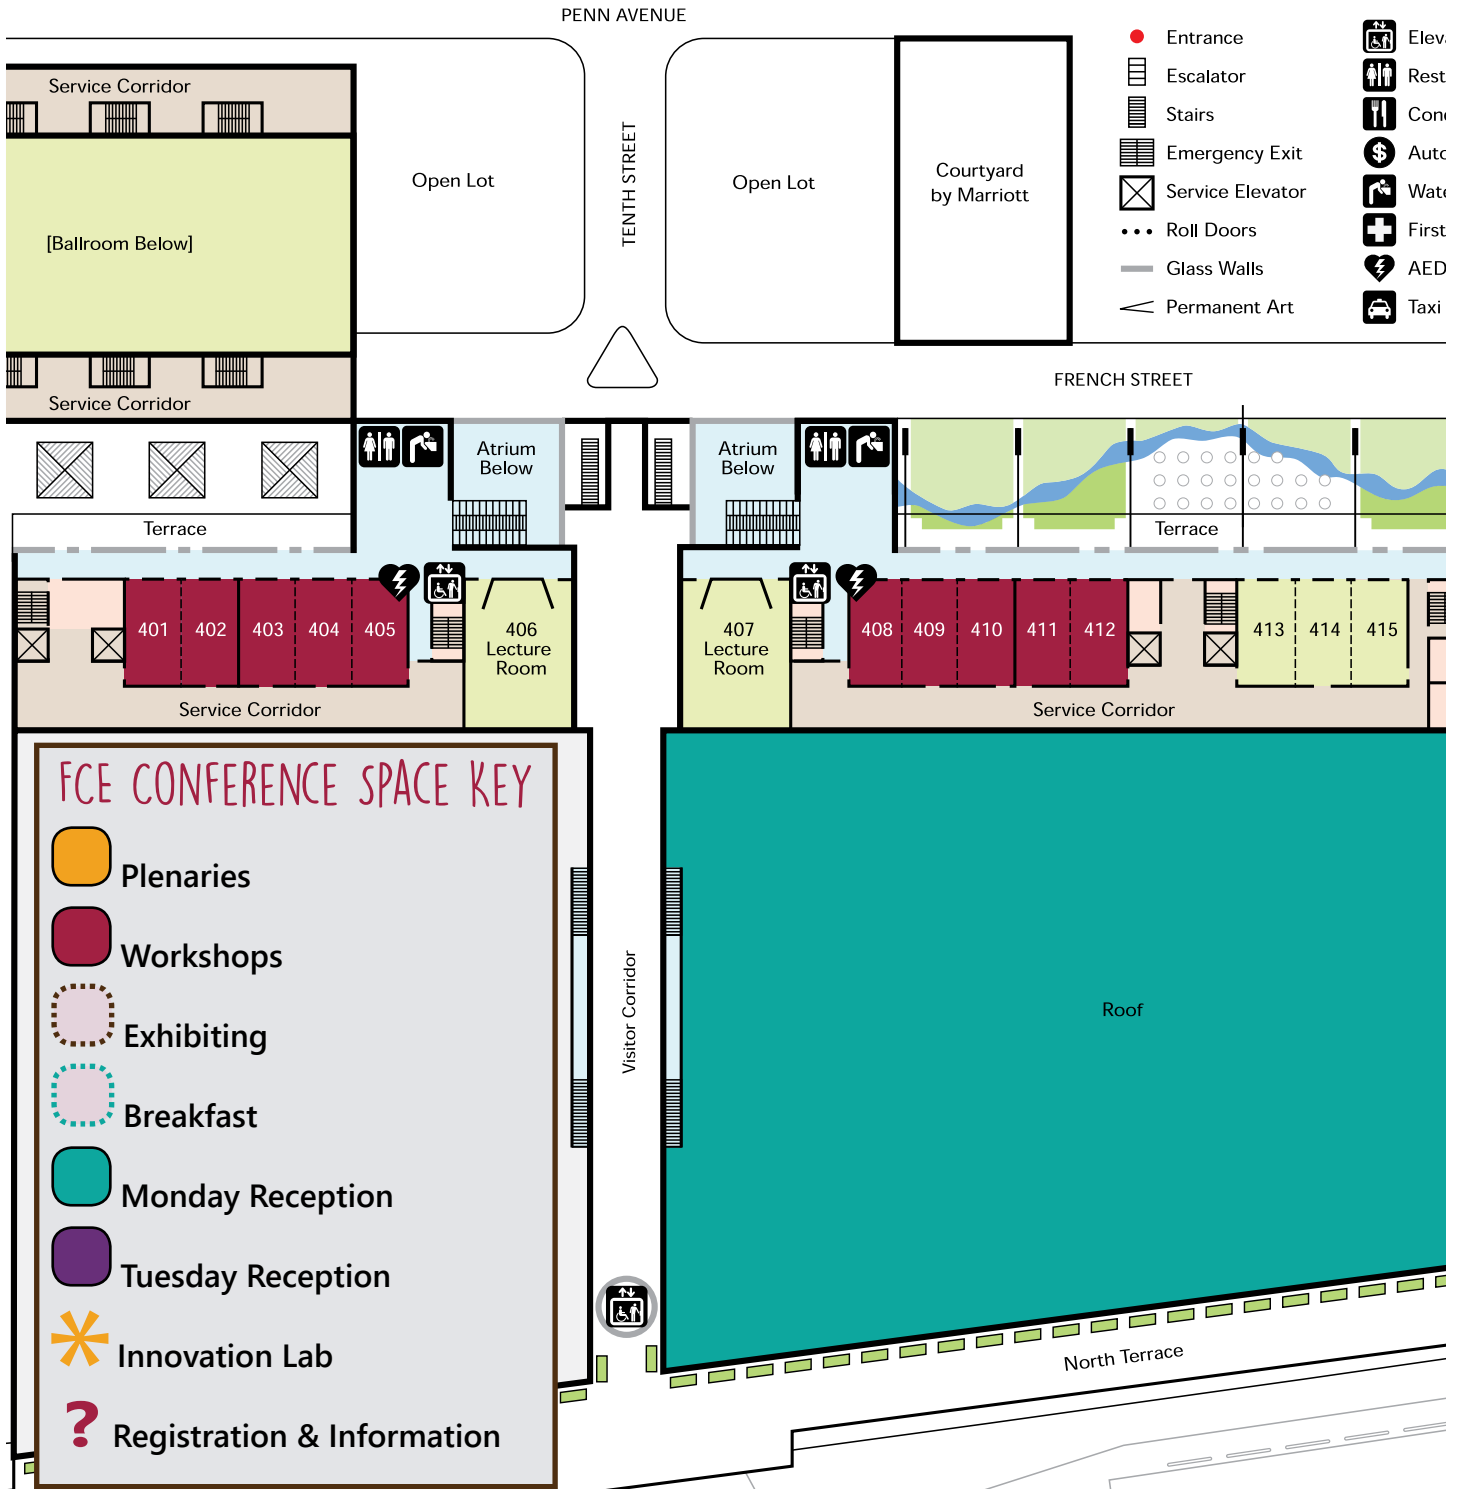 PENN AVENUE
Entrance
Escalator
Stairs
Emergency Exit
Service Elevator
Roll Doors
Glass Walls
Permanent Art
First
AED
Taxi
Service Corridor
[Ballroom Below]
Service Corridor
Open Lot
TENTH STREET
Open Lot
Courtyard
by Marriott
FRENCH STREET
Atrium
Below
Atrium
Below
Terrace
Terrace
401
402
403
404
405
406
Lecture
Room
407
Lecture
Room
408
409
410
411
412
413
414
415
Service Corridor
Service Corridor
FCE CONFERENCE SPACE KEY
Plenaries
Workshops
Exhibiting
Breakfast
Monday Reception
Tuesday Reception
Innovation Lab
? Registration & Information
Visitor Corridor
Roof
North Terrace